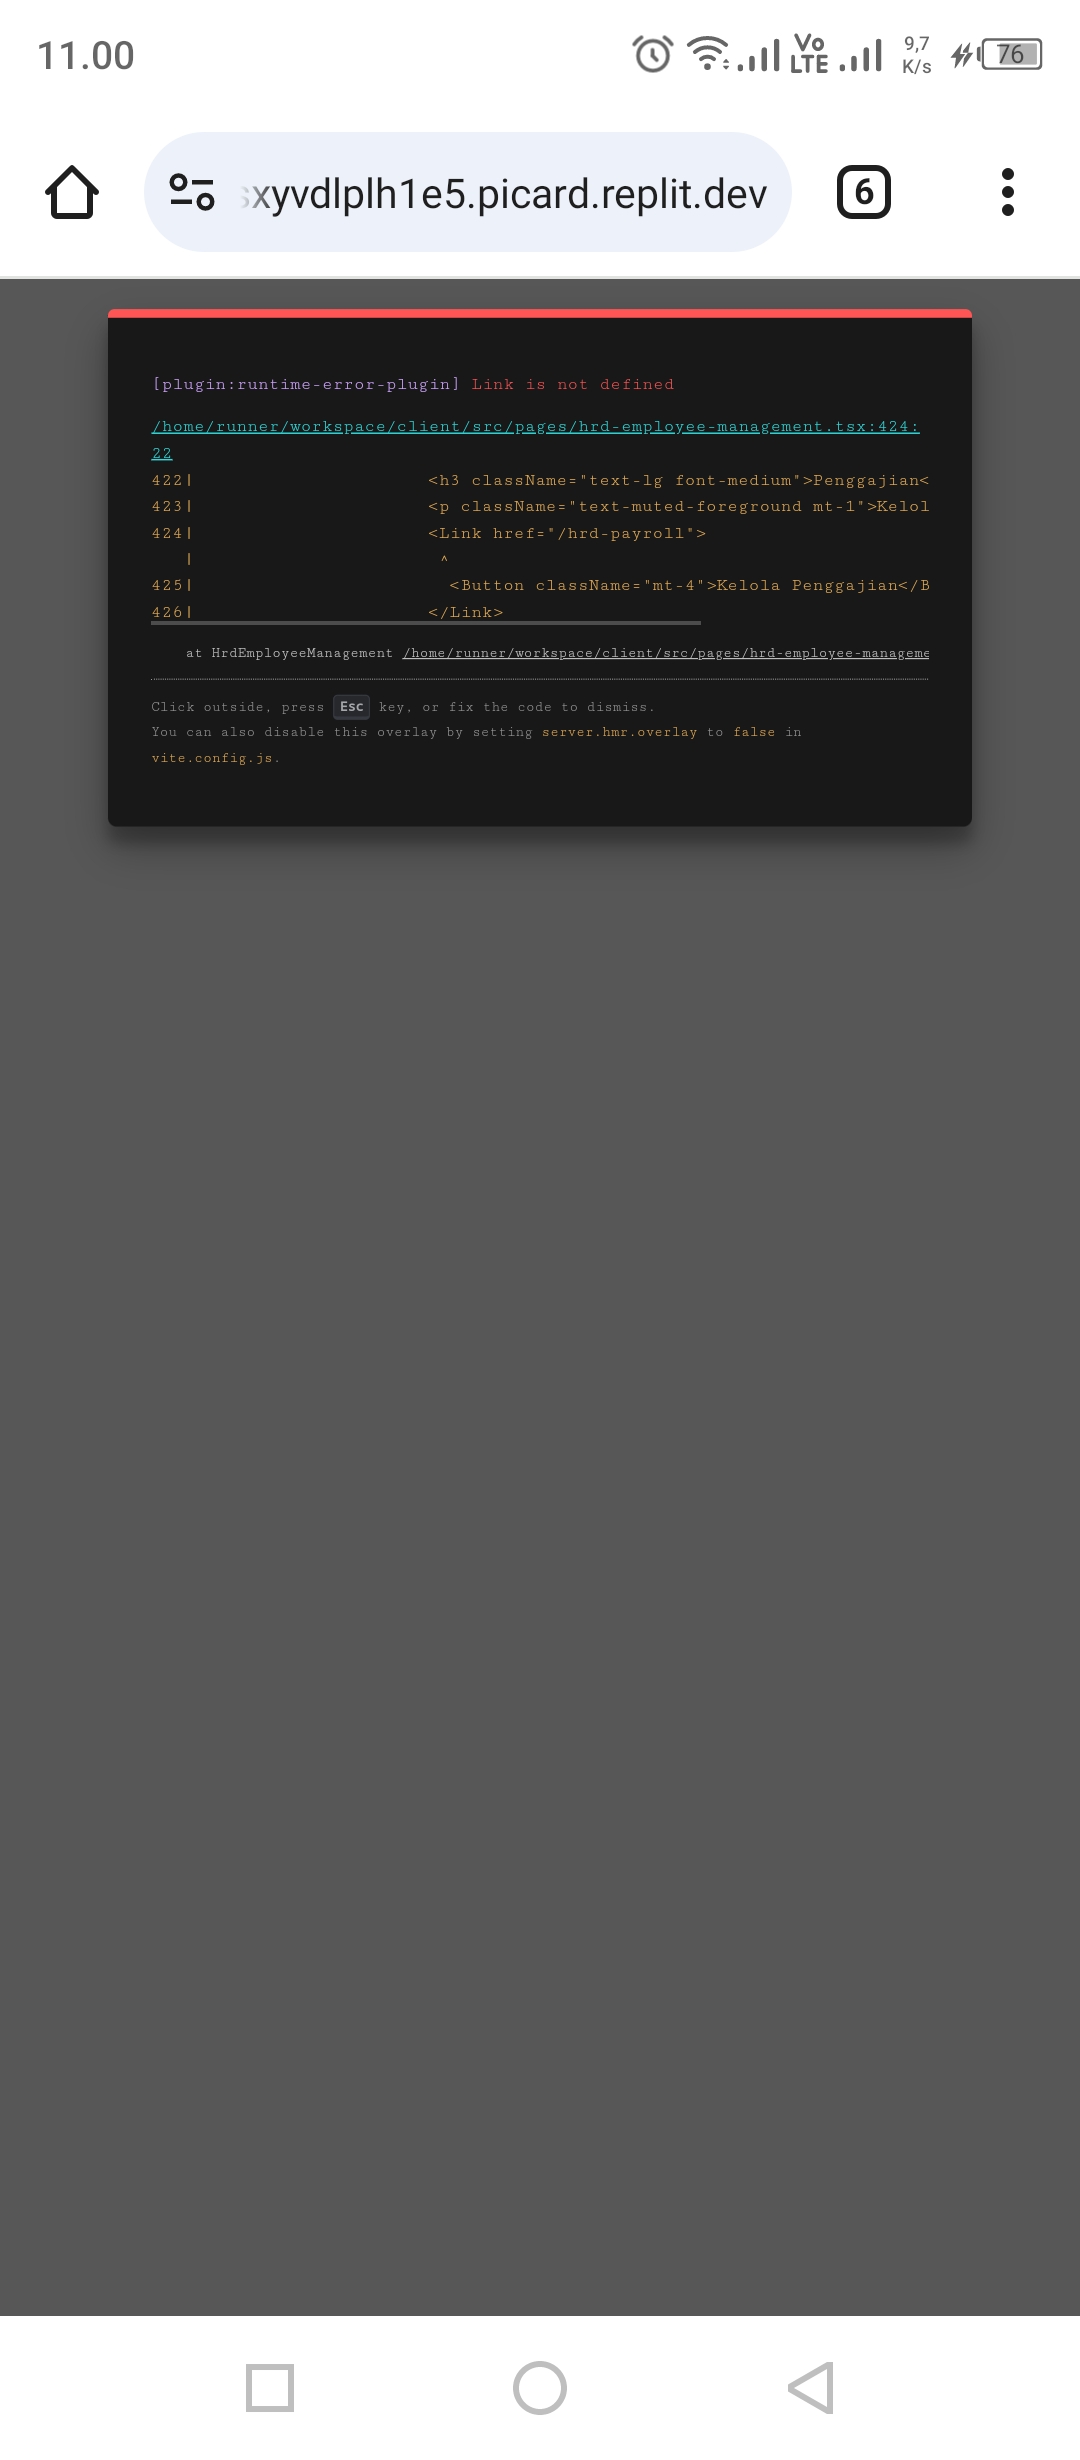 11.00
Vo LTE
9,7 K/s
76
xyvdlplh1e5.picard.replit.dev
6
[plugin:runtime-error-plugin] Link is not defined
/home/runner/workspace/client/src/pages/hrd-employee-management.tsx:424:
22
422| <h3 className="text-lg font-medium">Penggajian<
423| <p className="text-muted-foreground mt-1">Kelol
424| <Link href="/hrd-payroll">
| ^
425| <Button className="mt-4">Kelola Penggajian</B
426| </Link>
at HrdEmployeeManagement /home/runner/workspace/client/src/pages/hrd-employee-manageme
Click outside, press Esc key, or fix the code to dismiss.
You can also disable this overlay by setting server.hmr.overlay to false in
vite.config.js.